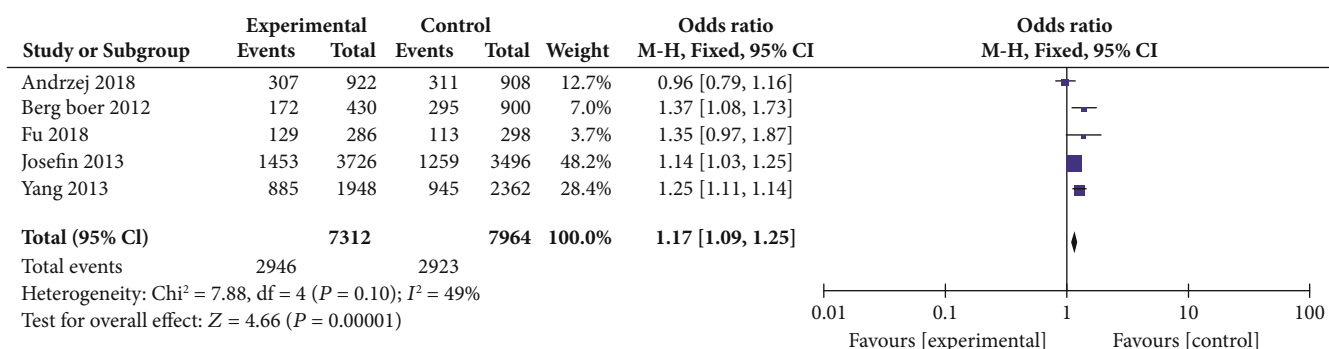 Experimental Control Odds ratio Odds ratio
Study or Subgroup Events Total Events Total Weight M-H, Fixed, 95% CI M-H, Fixed, 95% CI
Andrzej 2018 307 922 311 908 12.7% 0.96 [0.79, 1.16]
Berg boer 2012 172 430 295 900 7.0% 1.37 [1.08, 1.73]
Fu 2018 129 286 113 298 3.7% 1.35 [0.97, 1.87]
Josefin 2013 1453 3726 1259 3496 48.2% 1.14 [1.03, 1.25]
Yang 2013 885 1948 945 2362 28.4% 1.25 [1.11, 1.14]
Total (95% Cl) 7312 7964 100.0% 1.17 [1.09, 1.25]
Total events 2946 2923
Heterogeneity: Chi² = 7.88, df = 4 (P = 0.10); I² = 49%
Test for overall effect: Z = 4.66 (P = 0.00001)
0.01 0.1 1 10 100
Favours [experimental] Favours [control]